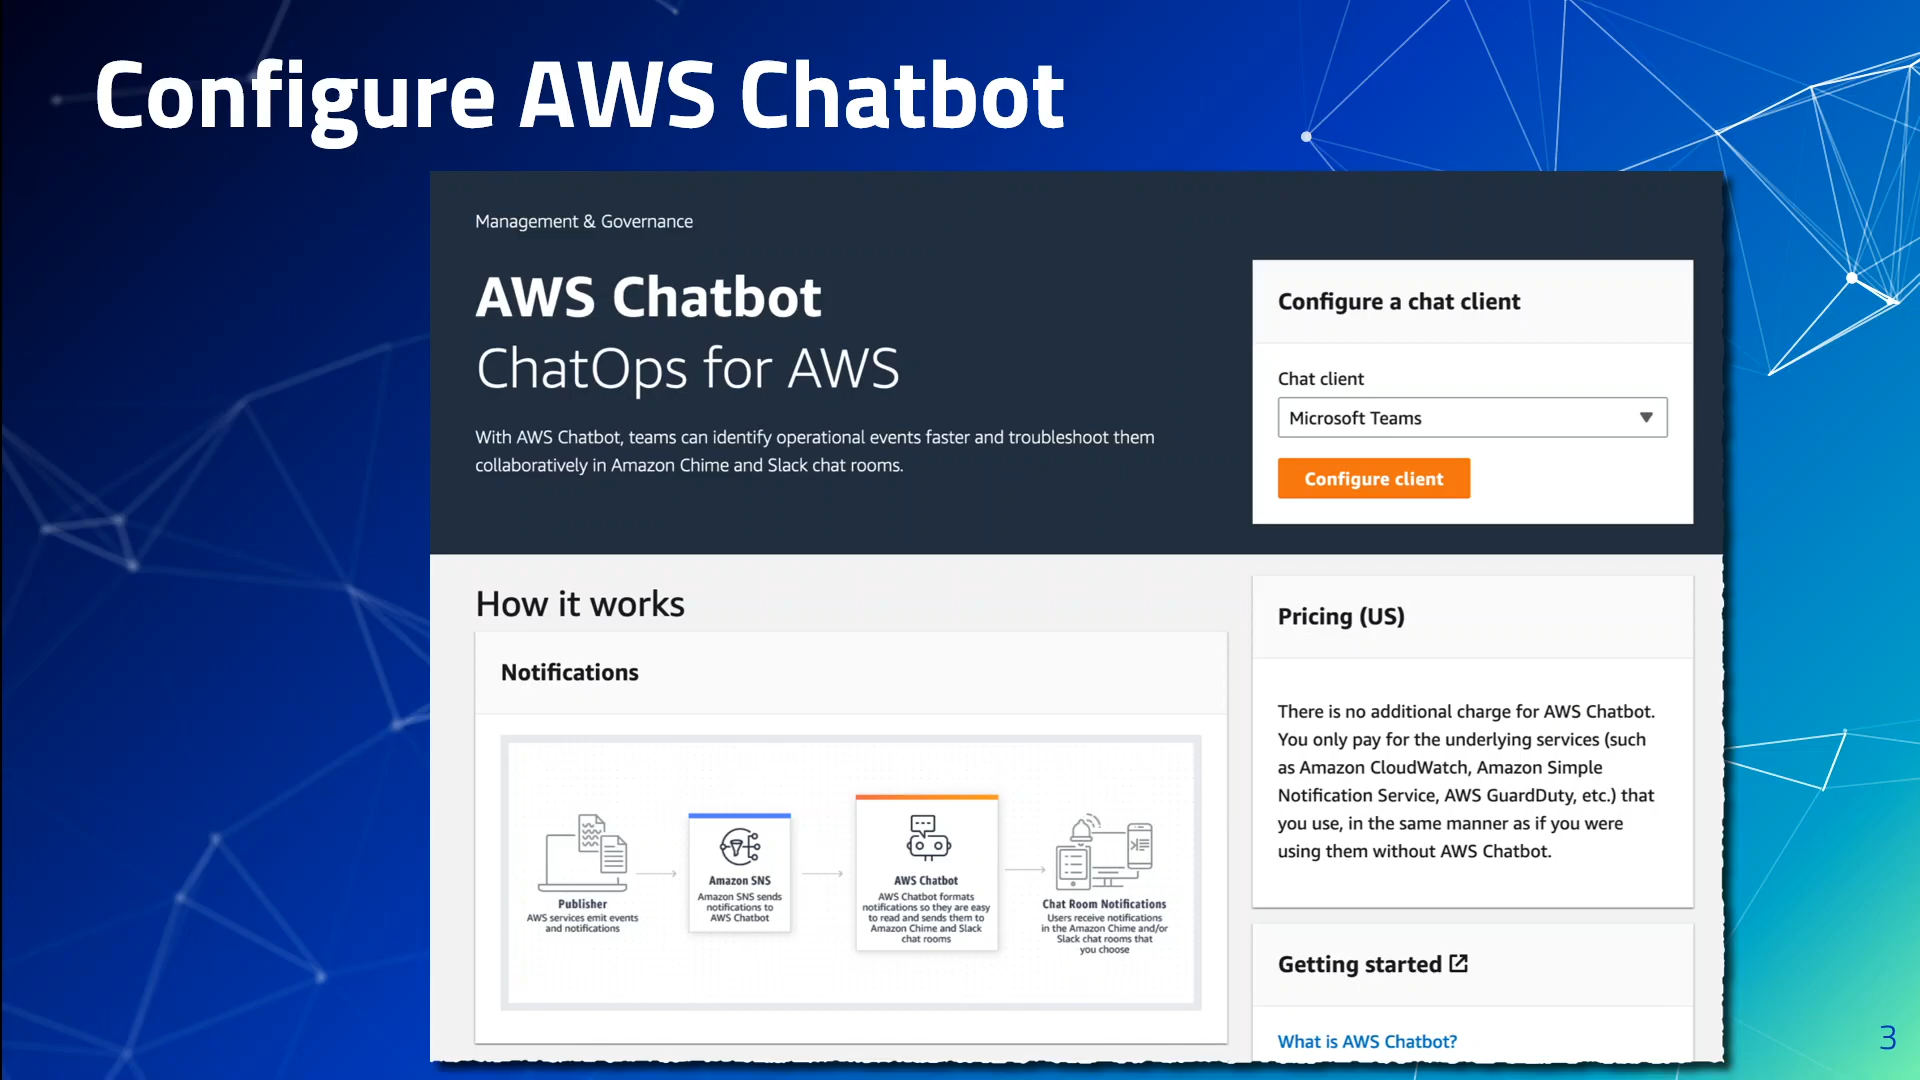 Configure AWS Chatbot
Management & Governance
AWS Chatbot
ChatOps for AWS
With AWS Chatbot, teams can identify operational events faster and troubleshoot them
collaboratively in Amazon Chime and Slack chat rooms.
Configure a chat client
Chat client
Microsoft Teams
Configure client
How it works
Notifications
Publisher
AWS services emit events
and notifications
Amazon SNS
Amazon SNS sends
notifications to
AWS Chatbot
AWS Chatbot
AWS Chatbot formats
notifications so they are easy
to read and sends them to
Amazon Chime and Slack
chat rooms
Chat Room Notifications
Users receive notifications
in the Amazon Chime and/or
Slack chat rooms that
you choose
Pricing (US)
There is no additional charge for AWS Chatbot.
You only pay for the underlying services (such
as Amazon CloudWatch, Amazon Simple
Notification Service, AWS GuardDuty, etc.) that
you use, in the same manner as if you were
using them without AWS Chatbot.
Getting started
What is AWS Chatbot?
3